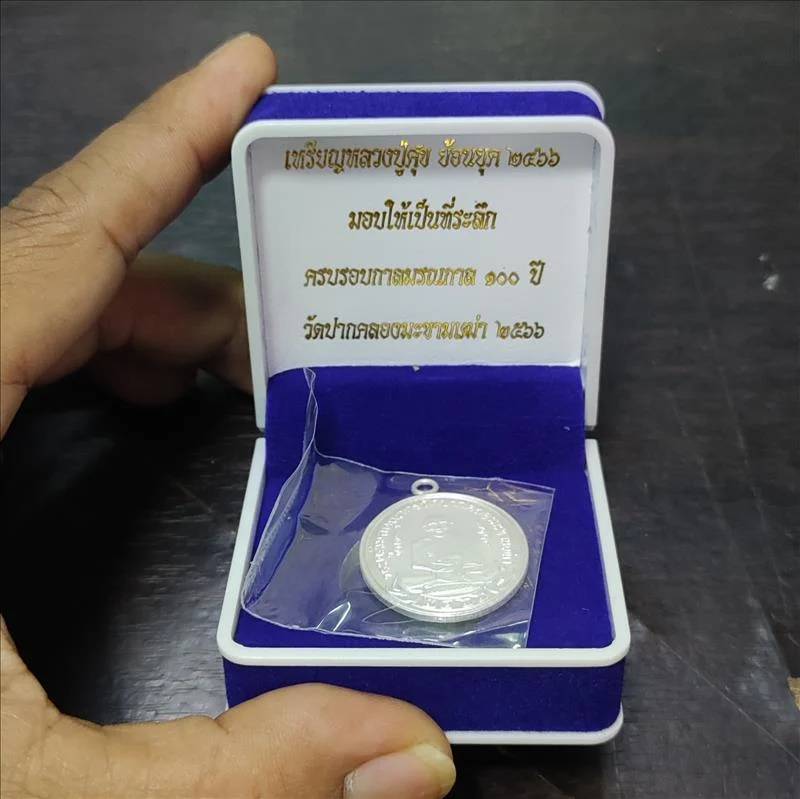 เหรียญหลวงปู่ศุข ย้อนยุค ๒๔๖๖
มอบให้เป็นที่ระลึก
ครบรอบกาลมรณกาล ๑๐๐ ปี
วัดปากคลองมะขามเฒ่า ๒๕๖๖